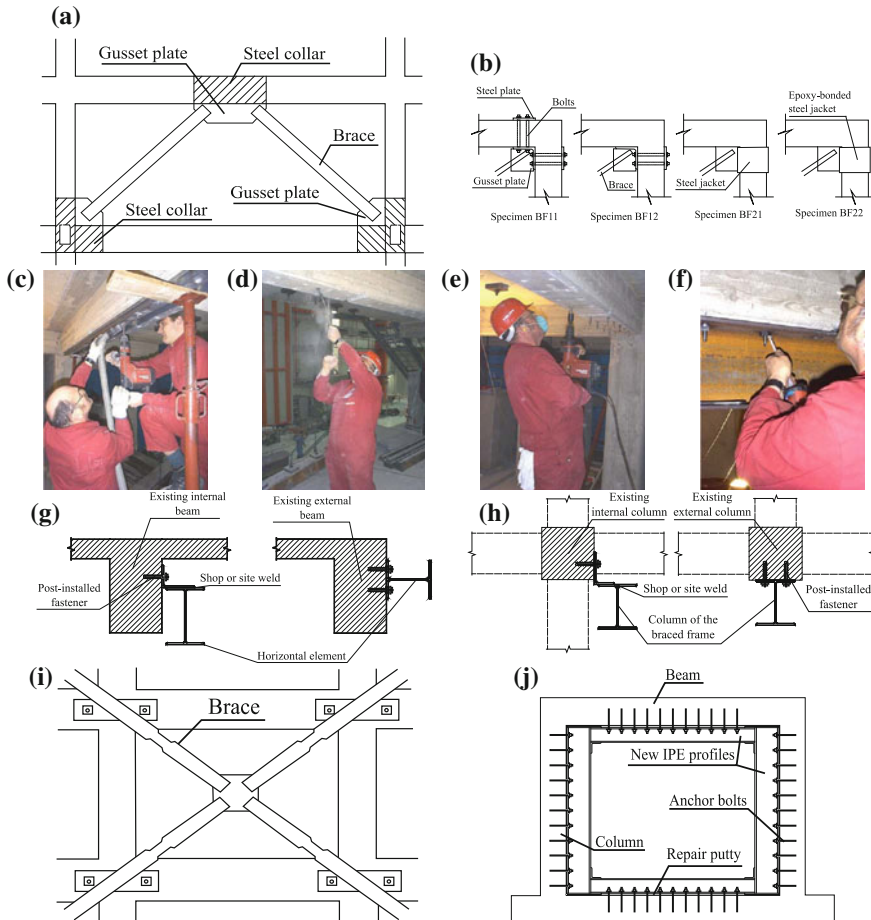 (a)
Gusset plate
Steel collar
Brace
Gusset plate
Steel collar
(b)
Steel plate
Bolts
Epoxy-bonded
steel jacket
Gusset plate
Brace
Steel jacket
Specimen BF11
Specimen BF12
Specimen BF21
Specimen BF22
(c)
(d)
(e)
(f)
(g)
Existing internal
beam
Existing external
beam
Post-installed
fastener
Shop or site weld
Horizontal element
(h)
Existing
internal column
Existing
external column
Shop or site weld
Column of the
braced frame
Post-installed
fastener
(i)
Brace
(j)
Beam
New IPE profiles
Anchor bolts
Column
Repair putty